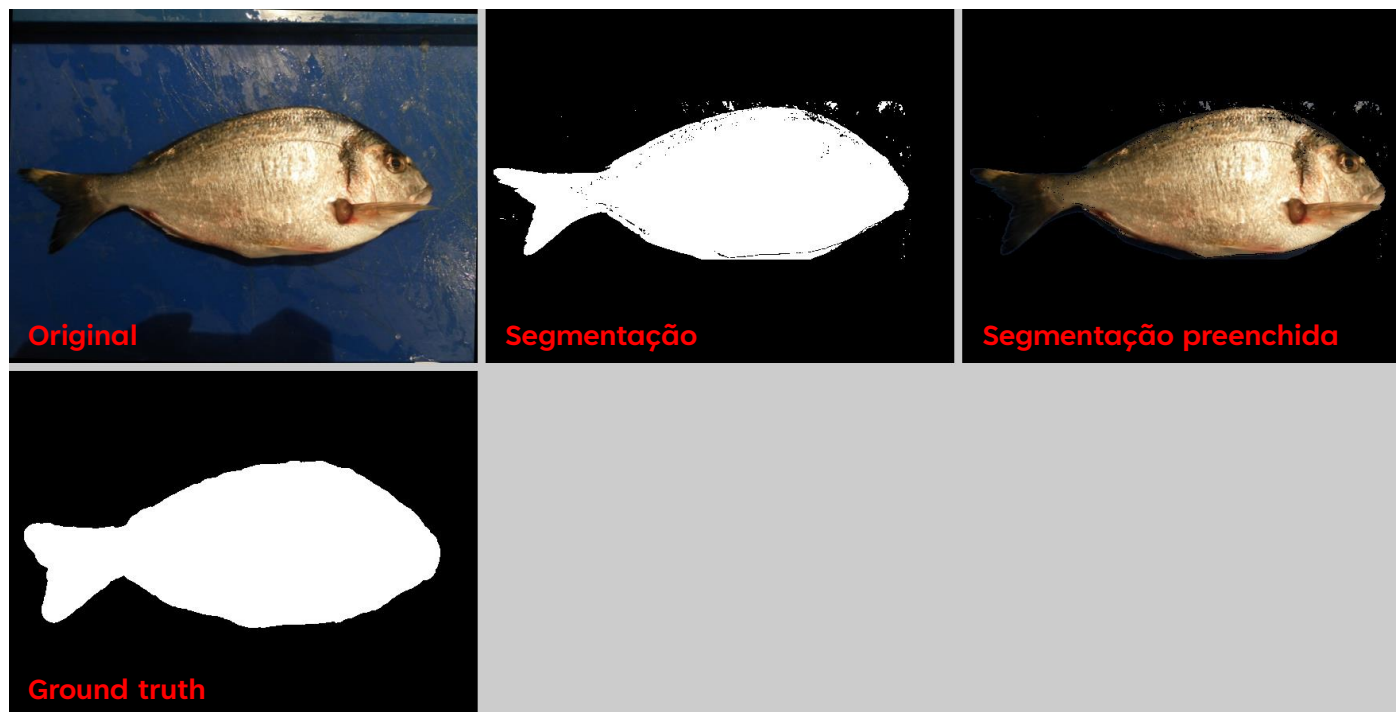 Original
Segmentação
Segmentação preenchida
Ground truth